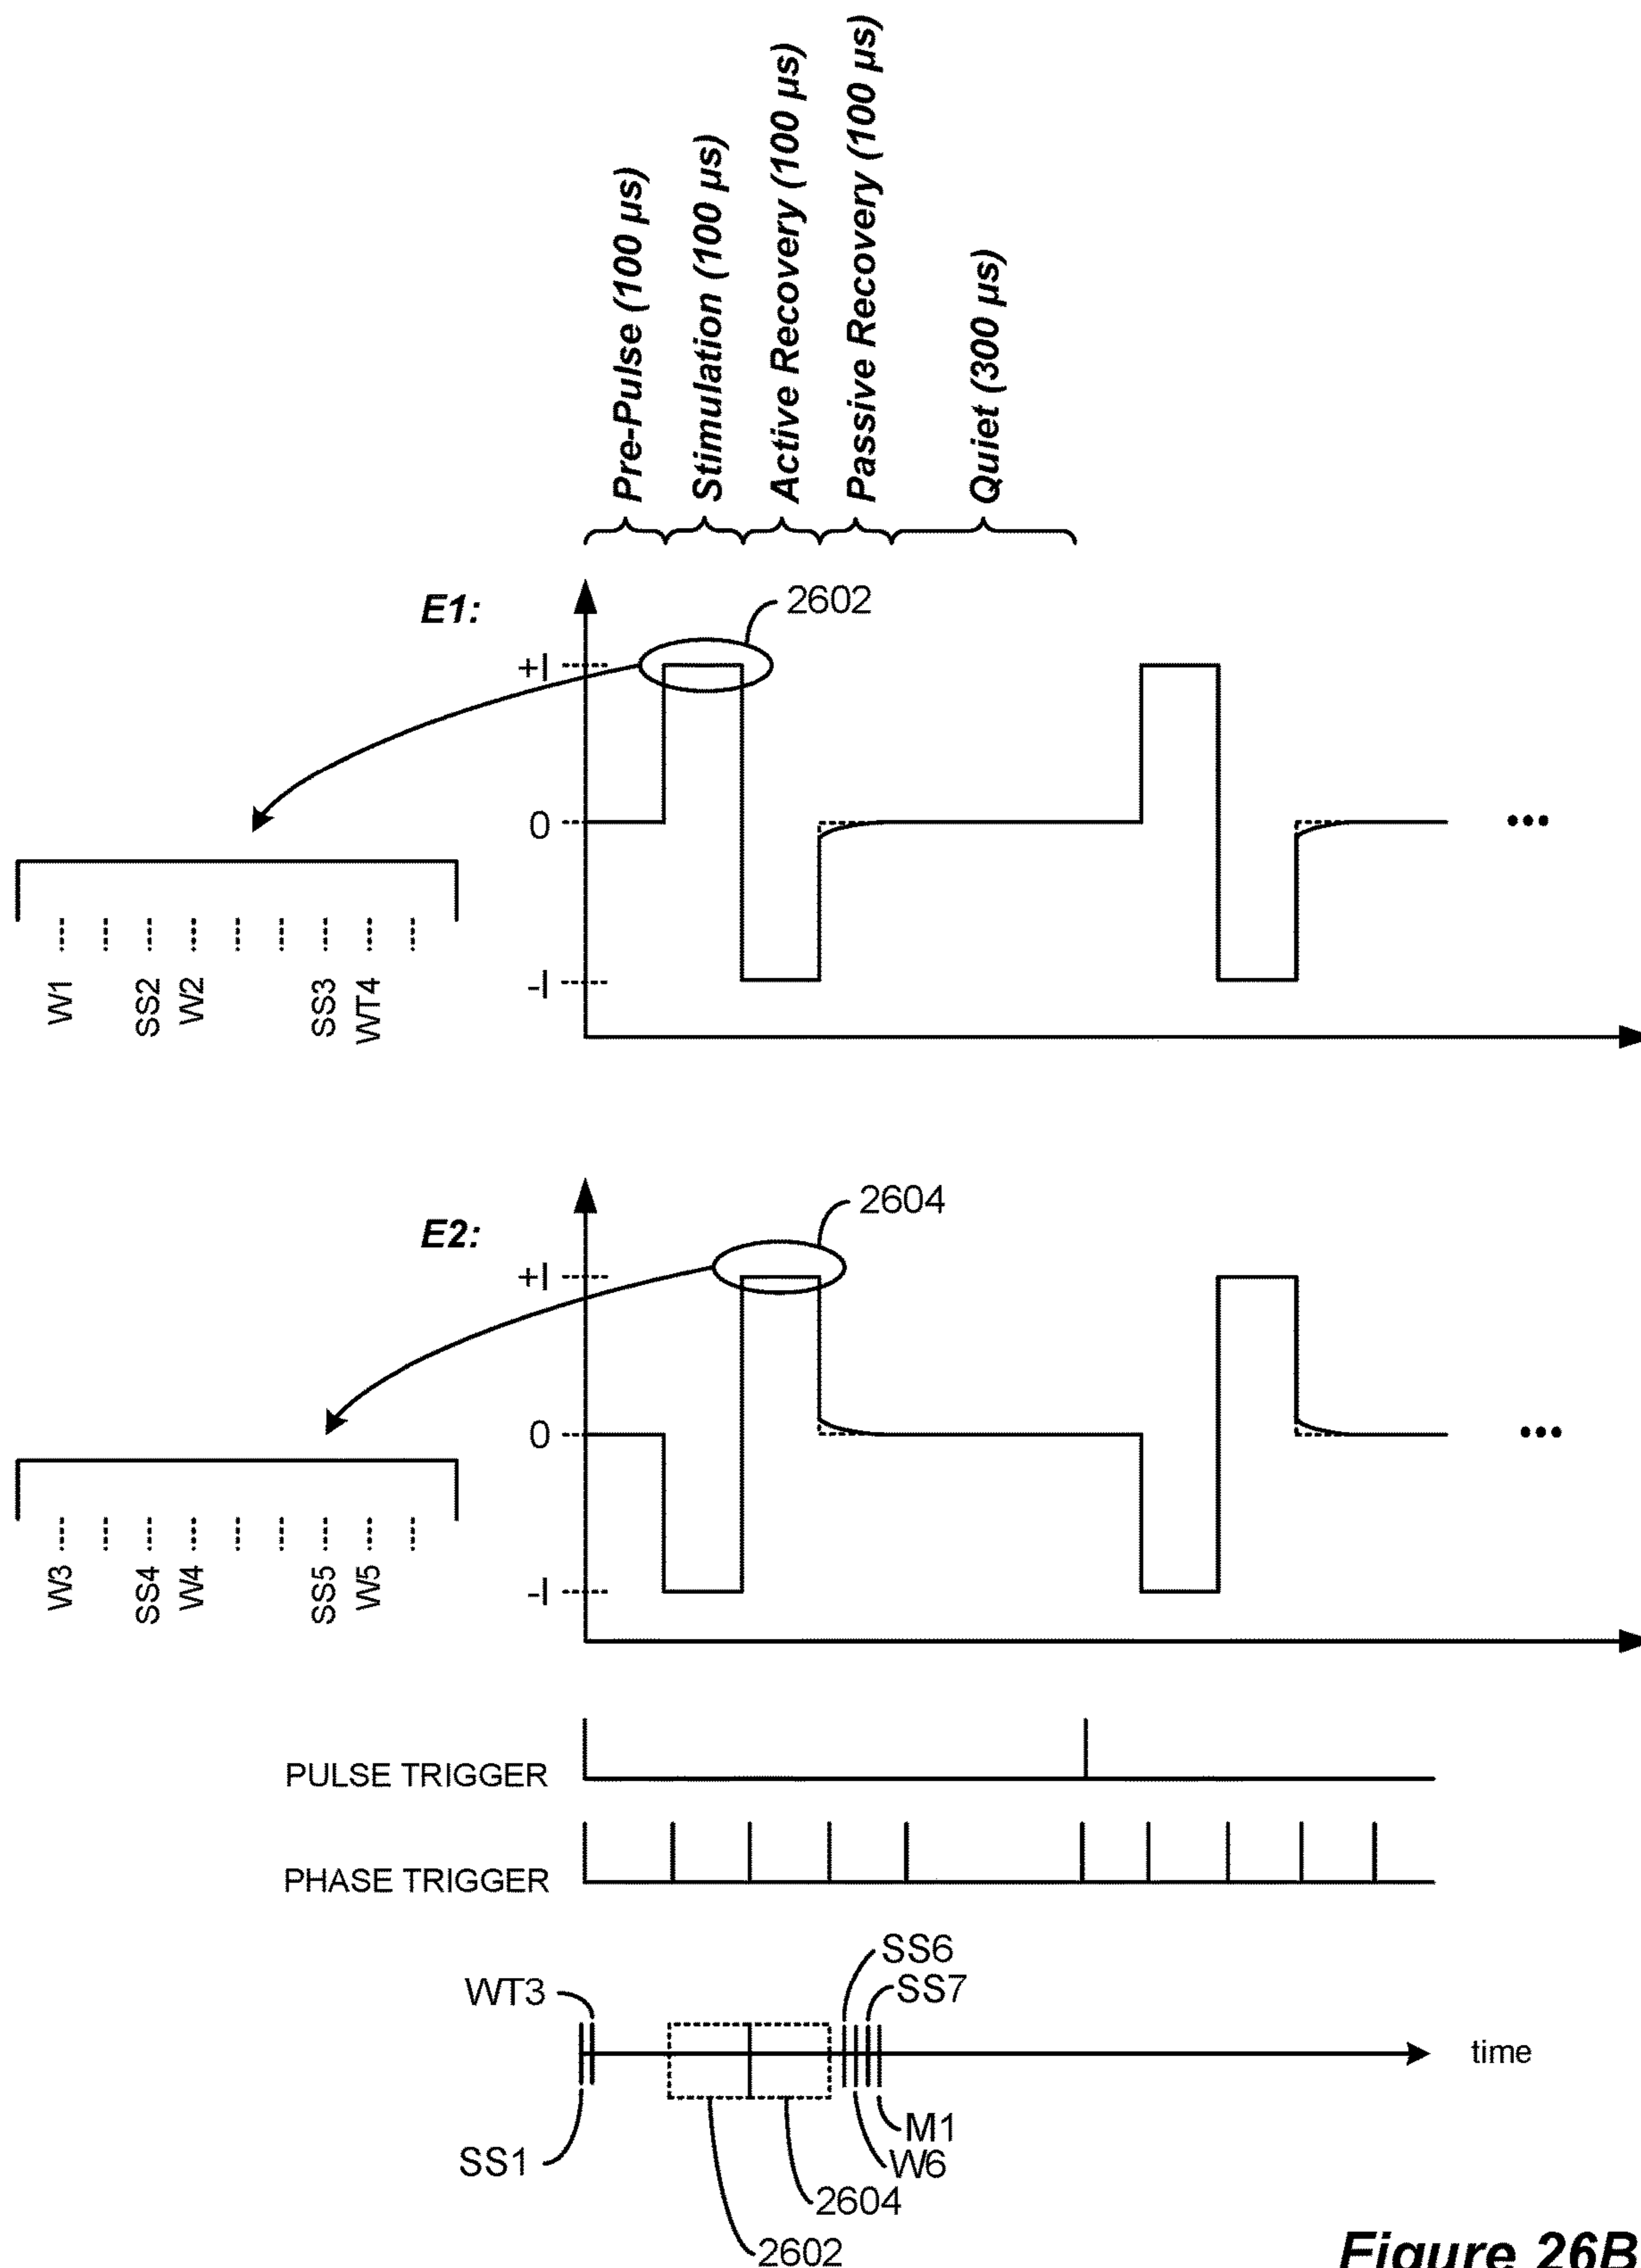 Pre-Pulse (100 µs)
Stimulation (100 µs)
Active Recovery (100 µs)
Passive Recovery (100 µs)
Quiet (300 µs)
E1:
2602
+I
0
-I
•••
W1
SS2
W2
SS3
WT4
E2:
2604
+I
0
-I
•••
W3
SS4
W4
SS5
W5
PULSE TRIGGER
PHASE TRIGGER
SS6
WT3
SS7
time
M1
SS1
W6
2604
2602
Figure 26B